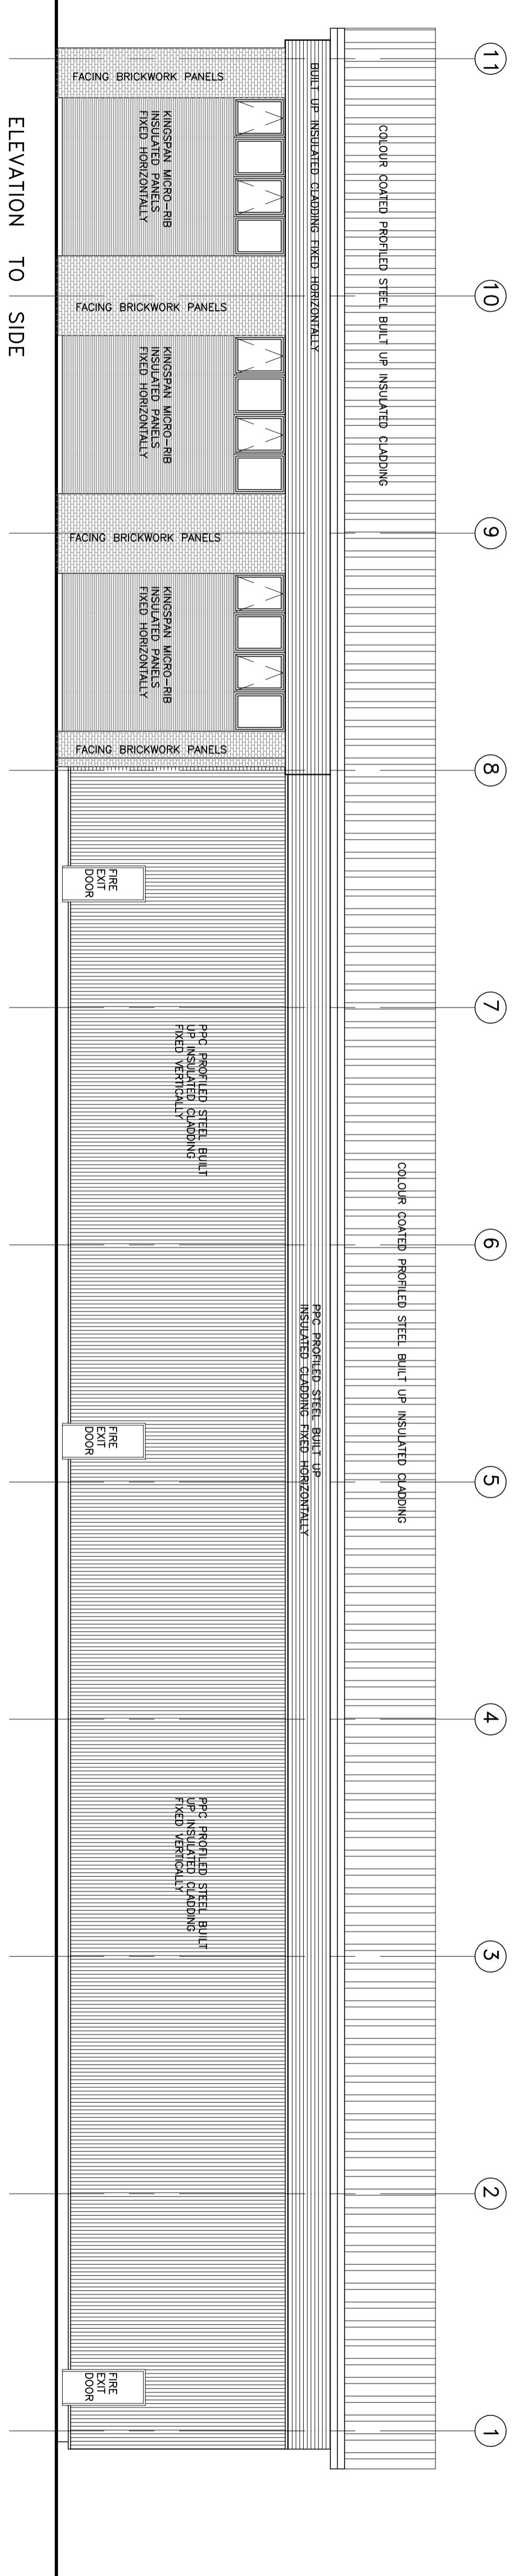 11
10
9
8
7
6
5
4
3
2
1
COLOUR COATED PROFILED STEEL BUILT UP INSULATED CLADDING
COLOUR COATED PROFILED STEEL BUILT UP INSULATED CLADDING
BUILT UP INSULATED CLADDING FIXED HORIZONTALLY
PPC PROFILED STEEL BUILT UP
INSULATED CLADDING FIXED HORIZONTALLY
FACING BRICKWORK PANELS
KINGSPAN MICRO-RIB
INSULATED PANELS
FIXED HORIZONTALLY
FACING BRICKWORK PANELS
KINGSPAN MICRO-RIB
INSULATED PANELS
FIXED HORIZONTALLY
FACING BRICKWORK PANELS
KINGSPAN MICRO-RIB
INSULATED PANELS
FIXED HORIZONTALLY
FACING BRICKWORK PANELS
FIRE
EXIT
DOOR
PPC PROFILED STEEL BUILT
UP INSULATED CLADDING
FIXED VERTICALLY
FIRE
EXIT
DOOR
PPC PROFILED STEEL BUILT
UP INSULATED CLADDING
FIXED VERTICALLY
FIRE
EXIT
DOOR
ELEVATION TO SIDE